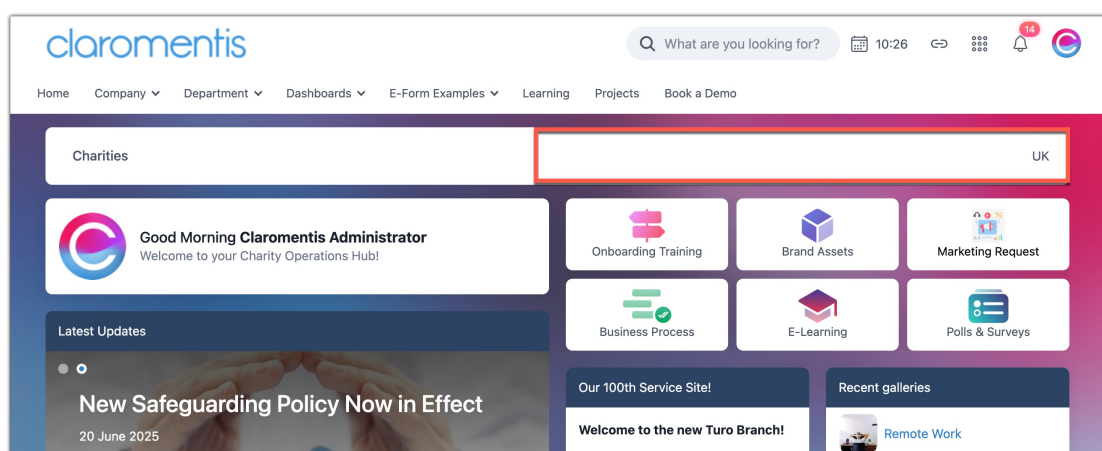 claromentis
What are you looking for?
10:26
14
Home Company Department Dashboards E-Form Examples Learning Projects Book a Demo
Charities
UK
Good Morning Claromentis Administrator
Welcome to your Charity Operations Hub!
Onboarding Training
Brand Assets
Marketing Request
Business Process
E-Learning
Polls & Surveys
Latest Updates
New Safeguarding Policy Now in Effect
20 June 2025
Our 100th Service Site!
Welcome to the new Turo Branch!
Recent galleries
Remote Work